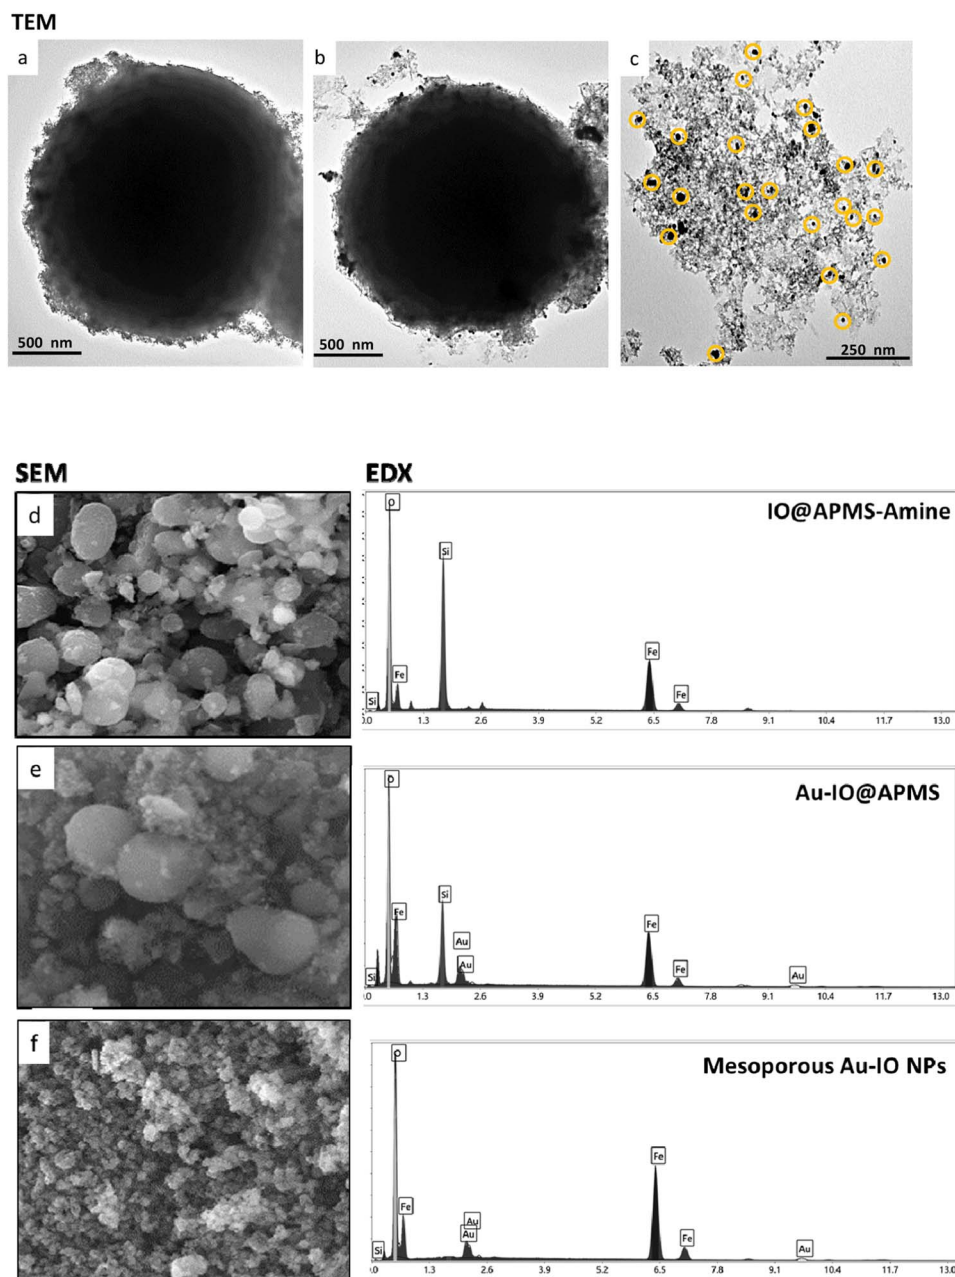 TEM
a
b
c
500 nm
500 nm
250 nm
SEM
EDX
d
IO@APMS-Amine
O
Si
Fe
Fe
Fe
Si
0.0 1.3 2.6 3.9 5.2 6.5 7.8 9.1 10.4 11.7 13.0
e
Au-IO@APMS
O
Si
Fe
Au
Au
Fe
Fe
Au
Si
0.0 1.3 2.6 3.9 5.2 6.5 7.8 9.1 10.4 11.7 13.0
f
Mesoporous Au-IO NPs
O
Fe
Fe
Au
Au
Fe
Au
Si
0.0 1.3 2.6 3.9 5.2 6.5 7.8 9.1 10.4 11.7 13.0